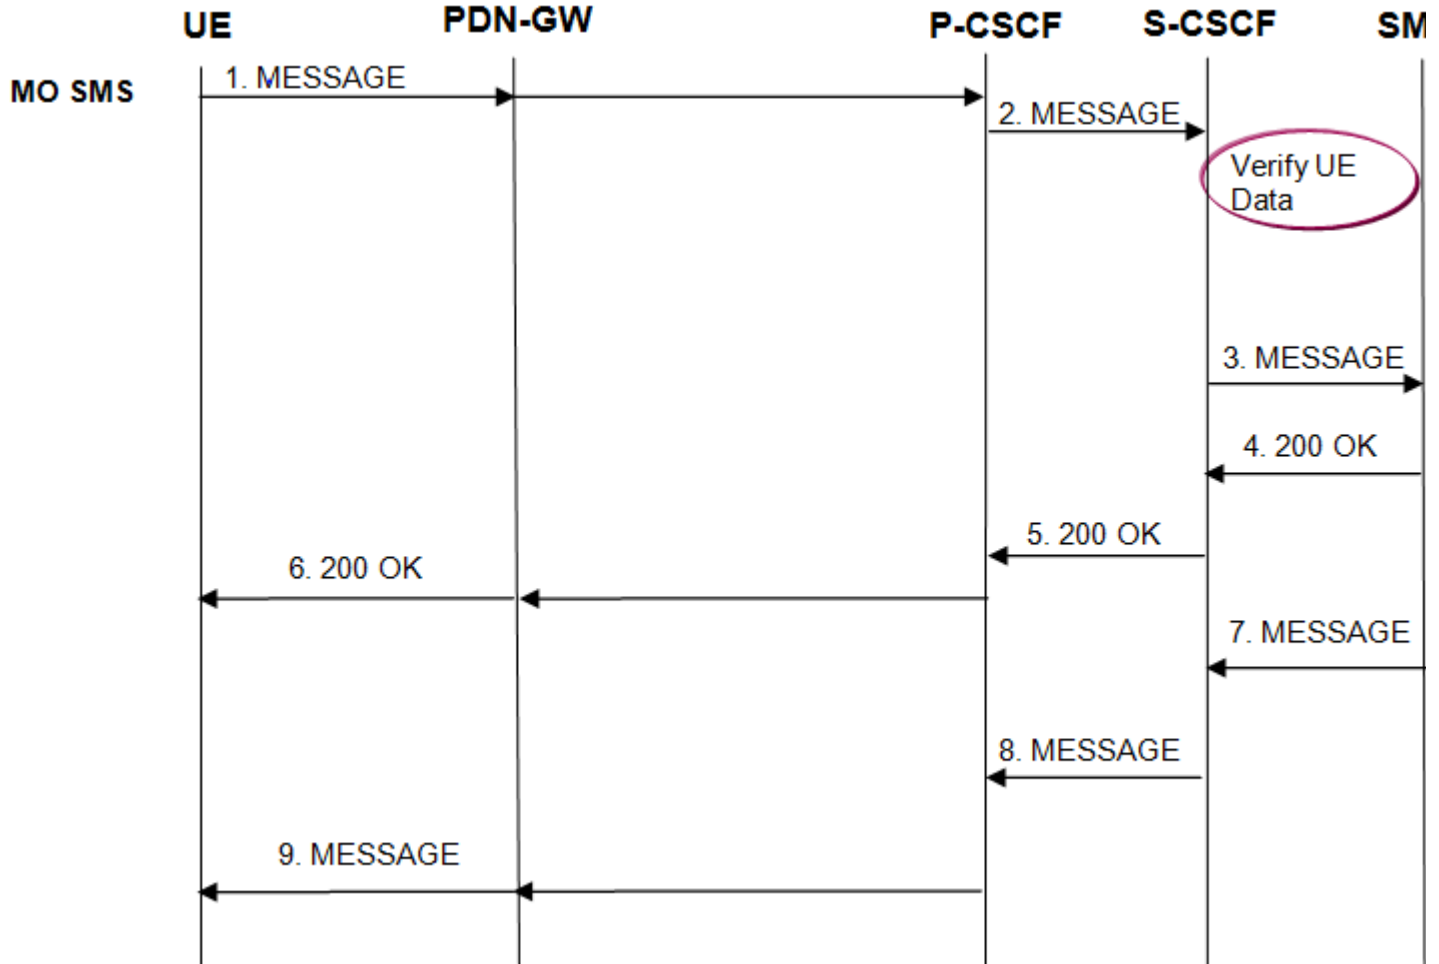 UE PDN-GW P-CSCF S-CSCF SM
MO SMS
1. MESSAGE
2. MESSAGE
Verify UE
Data
3. MESSAGE
4. 200 OK
5. 200 OK
6. 200 OK
7. MESSAGE
8. MESSAGE
9. MESSAGE